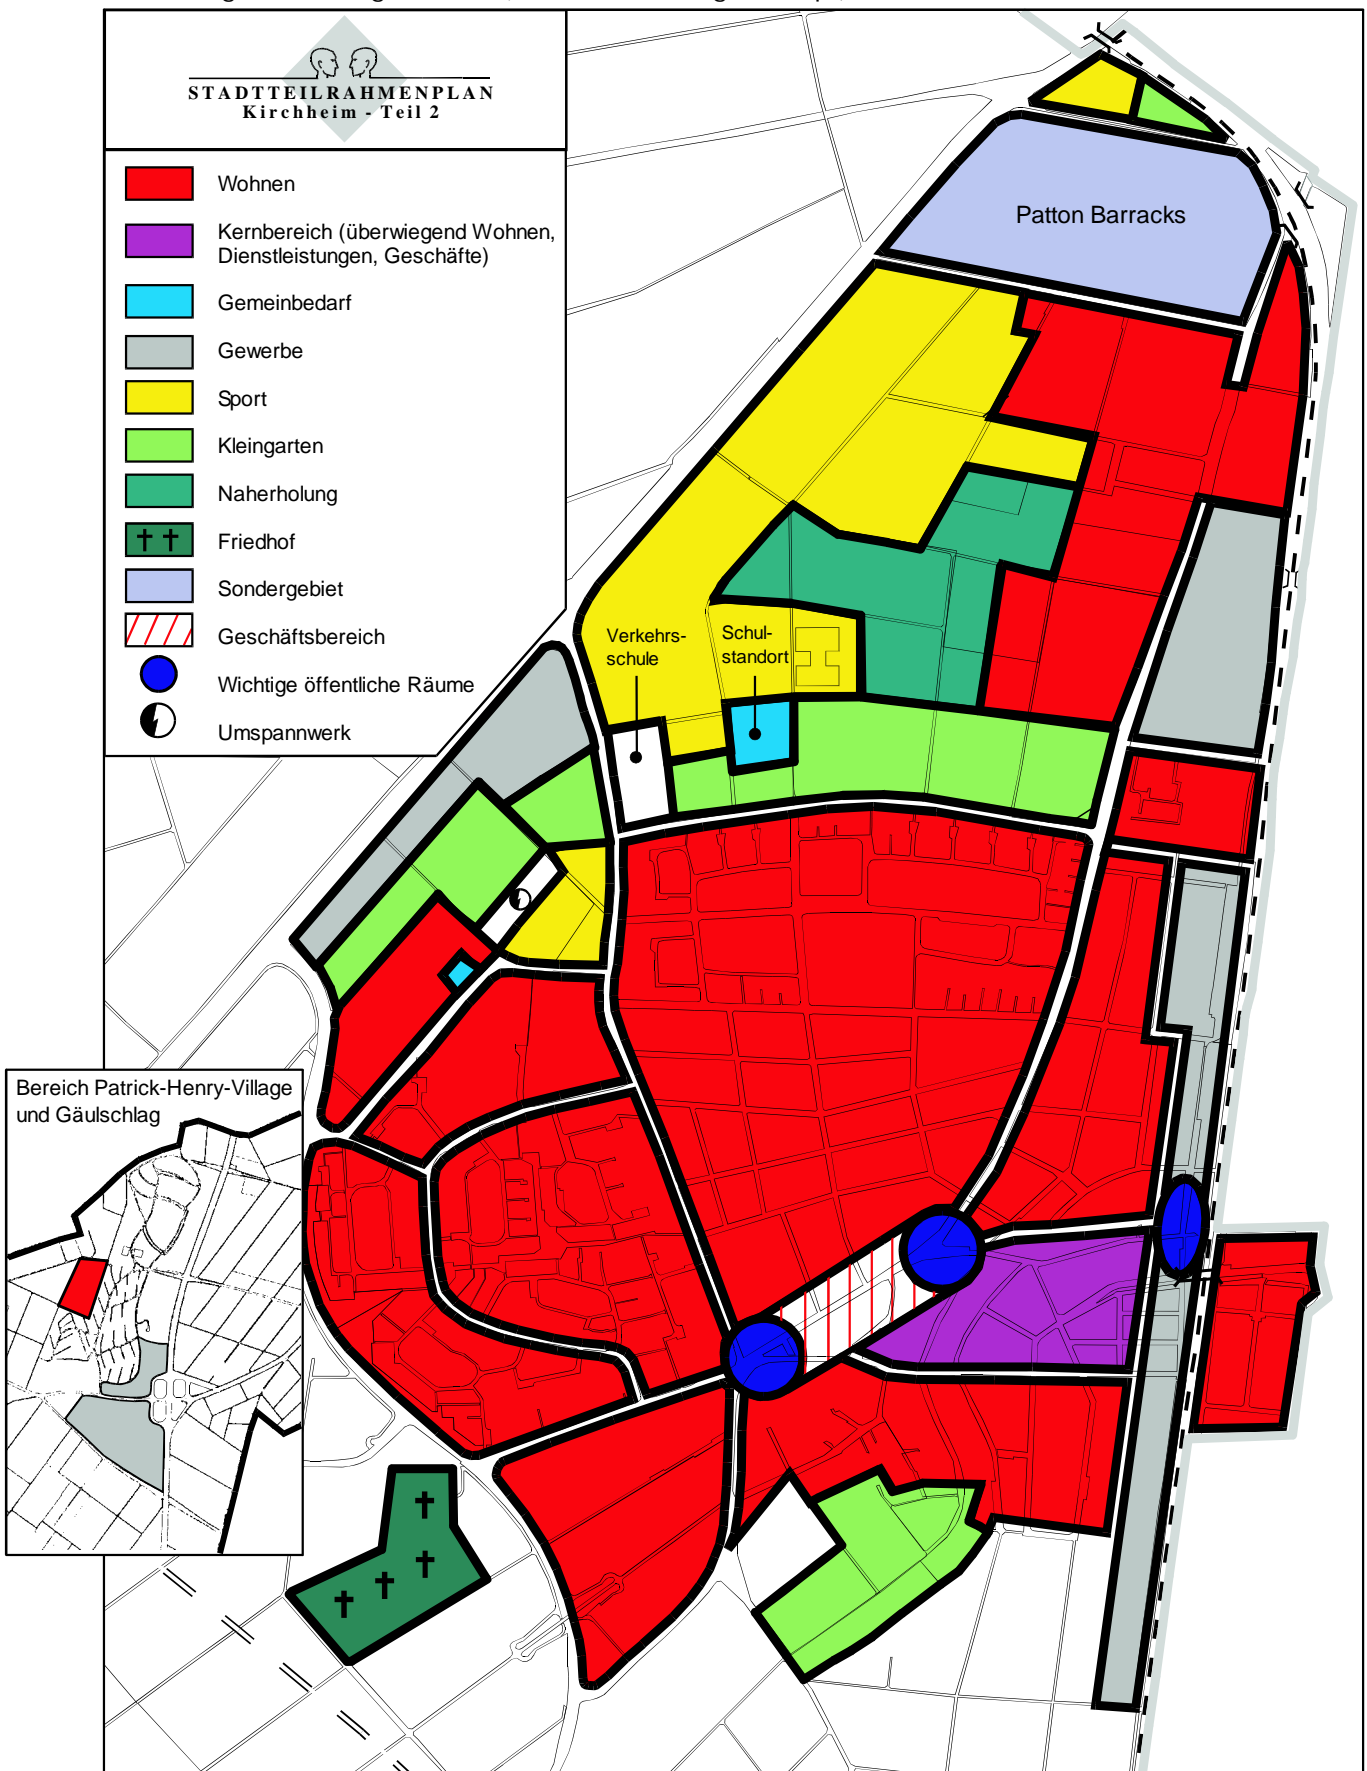 STADTTEILRAHMENPLAN
Kirchheim - Teil 2
Wohnen
Kernbereich (überwiegend Wohnen,
Dienstleistungen, Geschäfte)
Gemeinbedarf
Gewerbe
Sport
Kleingarten
Naherholung
Friedhof
Sondergebiet
Geschäftsbereich
Wichtige öffentliche Räume
Umspannwerk
Patton Barracks
Verkehrs-
schule
Schul-
standort
Bereich Patrick-Henry-Village
und Gäulschlag